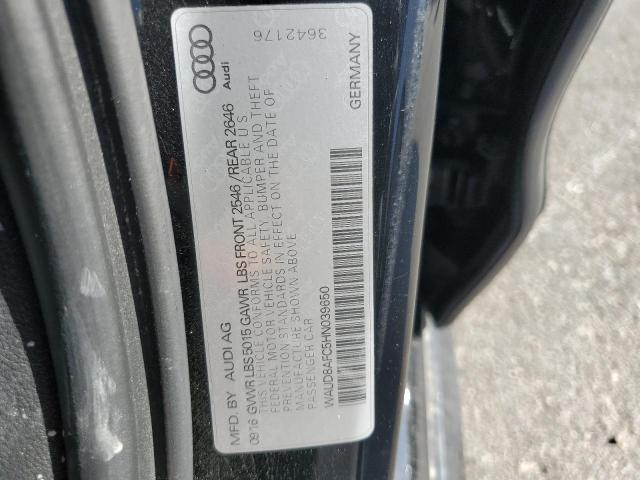 MFD. BY AUDI AG
Audi
09 16 GVWR LBS 5015 GAWR LBS FRONT 2546 /REAR 2646
THIS VEHICLE CONFORMS TO ALL APPLICABLE U S
FEDERAL MOTOR VEHICLE SAFETY, BUMPER AND THEFT
PREVENTION STANDARDS IN EFFECT ON THE DATE OF
MANUFACTURE SHOWN ABOVE
PASSENGER CAR
3642176
WAUD8AFC5HN039650
GERMANY